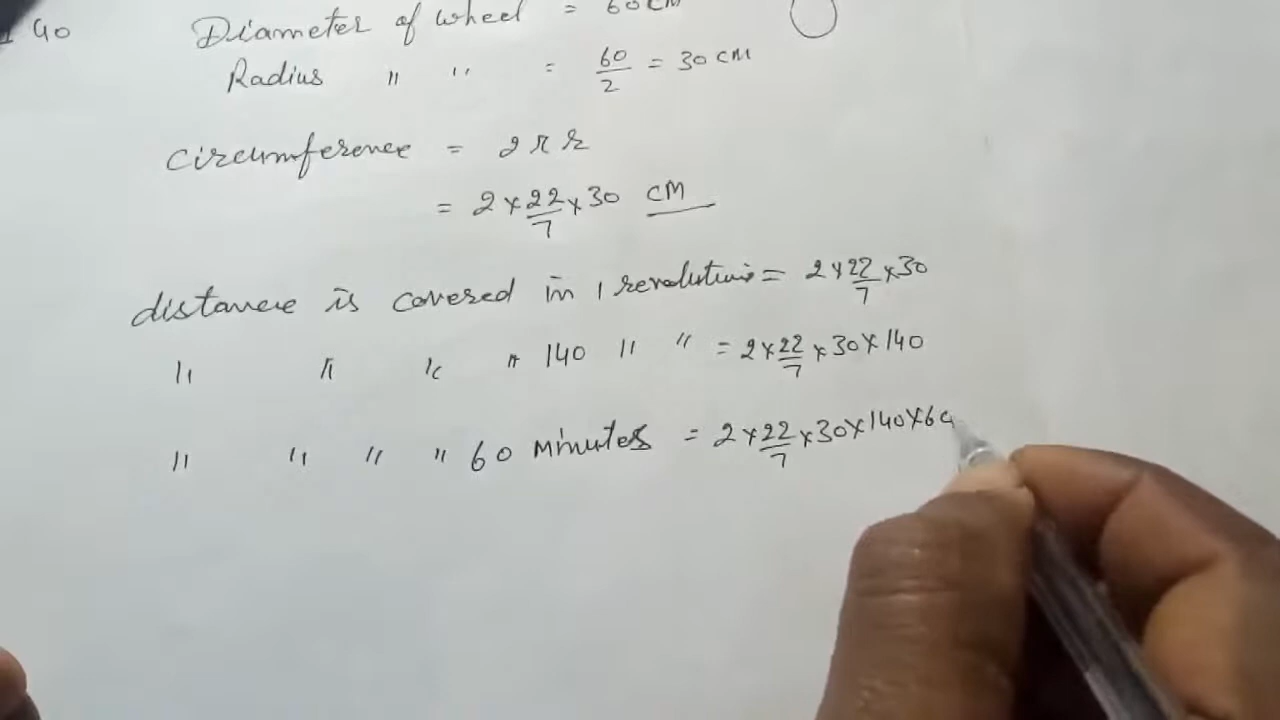 40 Diameter of wheel = 60 CM
Radius " " = 60/2 = 30 CM
Circumference = 2πr
= 2 × 22/7 × 30 CM
distance is covered in 1 revolution = 2 × 22/7 × 30
" " " " 140 " " = 2 × 22/7 × 30 × 140
" " " " 60 minutes = 2 × 22/7 × 30 × 140 × 60